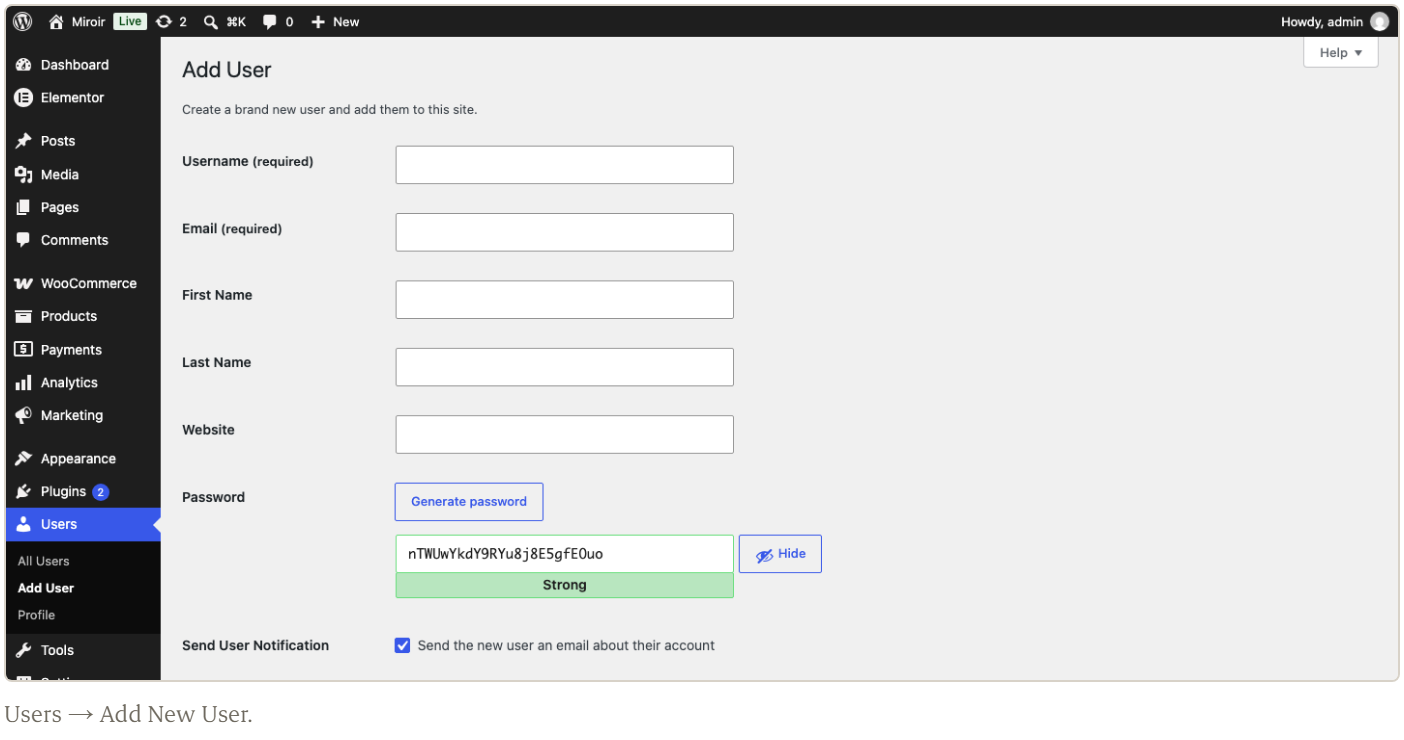 Miroir Live 2 ⌘K 0 New Howdy, admin
Help
Dashboard
Elementor
Posts
Media
Pages
Comments
WooCommerce
Products
Payments
Analytics
Marketing
Appearance
Plugins 2
Users
All Users
Add User
Profile
Tools
Add User
Create a brand new user and add them to this site.
Username (required)
Email (required)
First Name
Last Name
Website
Password
Generate password
nTWUwYkdY9RYu8j8E5gfEOuo
Hide
Strong
Send User Notification
Send the new user an email about their account
Users → Add New User.